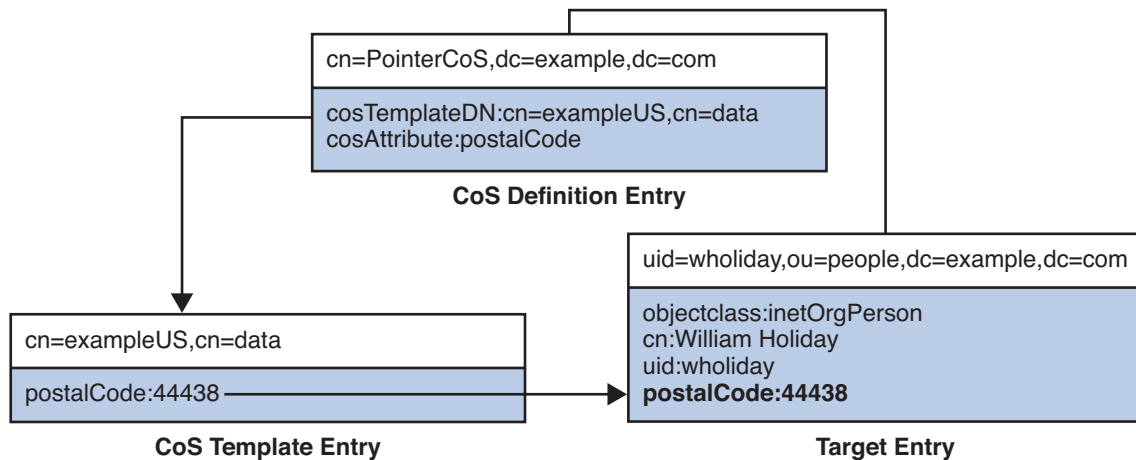 cn=PointerCoS,dc=example,dc=com
cosTemplateDN:cn=exampleUS,cn=data
cosAttribute:postalCode
CoS Definition Entry
uid=wholiday,ou=people,dc=example,dc=com
objectclass:inetOrgPerson
cn:William Holiday
uid:wholiday
postalCode:44438
Target Entry
cn=exampleUS,cn=data
postalCode:44438
CoS Template Entry